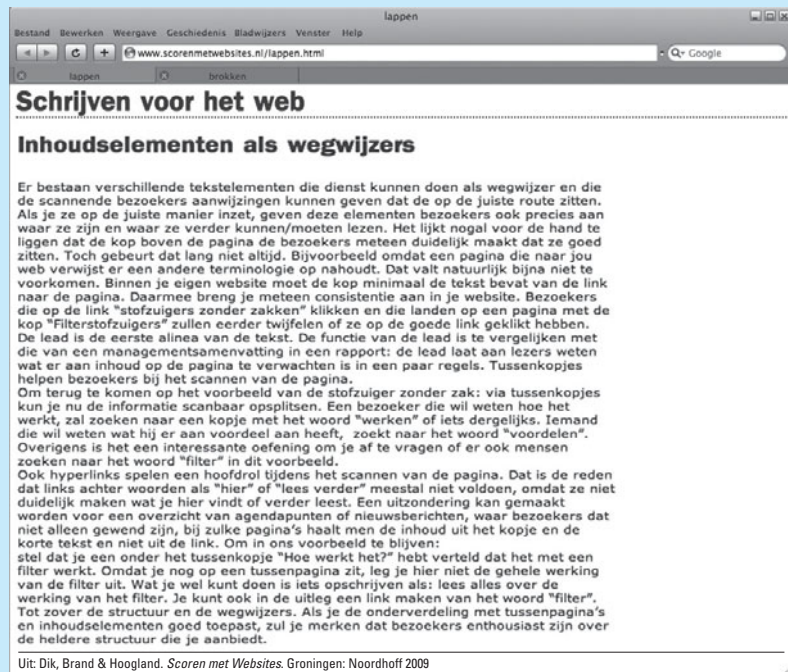 lappen
Bestand Bewerken Weergave Geschiedenis Bladwijzers Venster Help
www.scorenmetwebsites.nl/lappen.html
Google
lappen brokken
Schrijven voor het web
Inhoudselementen als wegwijzers
Er bestaan verschillende tekstelementen die dienst kunnen doen als wegwijzer en die
de scannende bezoekers aanwijzingen kunnen geven dat de op de juiste route zitten.
Als je ze op de juiste manier inzet, geven deze elementen bezoekers ook precies aan
waar ze zijn en waar ze verder kunnen/moeten lezen. Het lijkt nogal voor de hand te
liggen dat de kop boven de pagina de bezoekers meteen duidelijk maakt dat ze goed
zitten. Toch gebeurt dat lang niet altijd. Bijvoorbeeld omdat een pagina die naar jou
web verwijst er een andere terminologie op nahoudt. Dat valt natuurlijk bijna niet te
voorkomen. Binnen je eigen website moet de kop minimaal de tekst bevat van de link
naar de pagina. Daarmee breng je meteen consistentie aan in je website. Bezoekers
die op de link "stofzuigers zonder zakken" klikken en die landen op een pagina met de
kop "Filterstofzuigers" zullen eerder twijfelen of ze op de goede link geklikt hebben.
De lead is de eerste alinea van de tekst. De functie van de lead is te vergelijken met
die van een managementsamenvatting in een rapport: de lead laat aan lezers weten
wat er aan inhoud op de pagina te verwachten is in een paar regels. Tussenkopjes
helpen bezoekers bij het scannen van de pagina.
Om terug te komen op het voorbeeld van de stofzuiger zonder zak: via tussenkopjes
kun je nu de informatie scanbaar opsplitsen. Een bezoeker die wil weten hoe het
werkt, zal zoeken naar een kopje met het woord "werken" of iets dergelijks. Iemand
die wil weten wat hij er aan voordeel aan heeft, zoekt naar het woord "voordelen".
Overigens is het een interessante oefening om je af te vragen of er ook mensen
zoeken naar het woord "filter" in dit voorbeeld.
Ook hyperlinks spelen een hoofdrol tijdens het scannen van de pagina. Dat is de reden
dat links achter woorden als "hier" of "lees verder" meestal niet voldoen, omdat ze niet
duidelijk maken wat je hier vindt of verder leest. Een uitzondering kan gemaakt
worden voor een overzicht van agendapunten of nieuwsberichten, waar bezoekers dat
niet alleen gewend zijn, bij zulke pagina's haalt men de inhoud uit het kopje en de
korte tekst en niet uit de link. Om in ons voorbeeld te blijven:
stel dat je een onder het tussenkopje "Hoe werkt het?" hebt verteld dat het met een
filter werkt. Omdat je nog op een tussenpagina zit, leg je hier niet de gehele werking
van de filter uit. Wat je wel kunt doen is iets opschrijven als: lees alles over de
werking van het filter. Je kunt ook in de uitleg een link maken van het woord "filter".
Tot zover de structuur en de wegwijzers. Als je de onderverdeling met tussenpagina's
en inhoudselementen goed toepast, zul je merken dat bezoekers enthousiast zijn over
de heldere structuur die je aanbiedt.
Uit: Dik, Brand & Hoogland. Scoren met Websites. Groningen: Noordhoff 2009